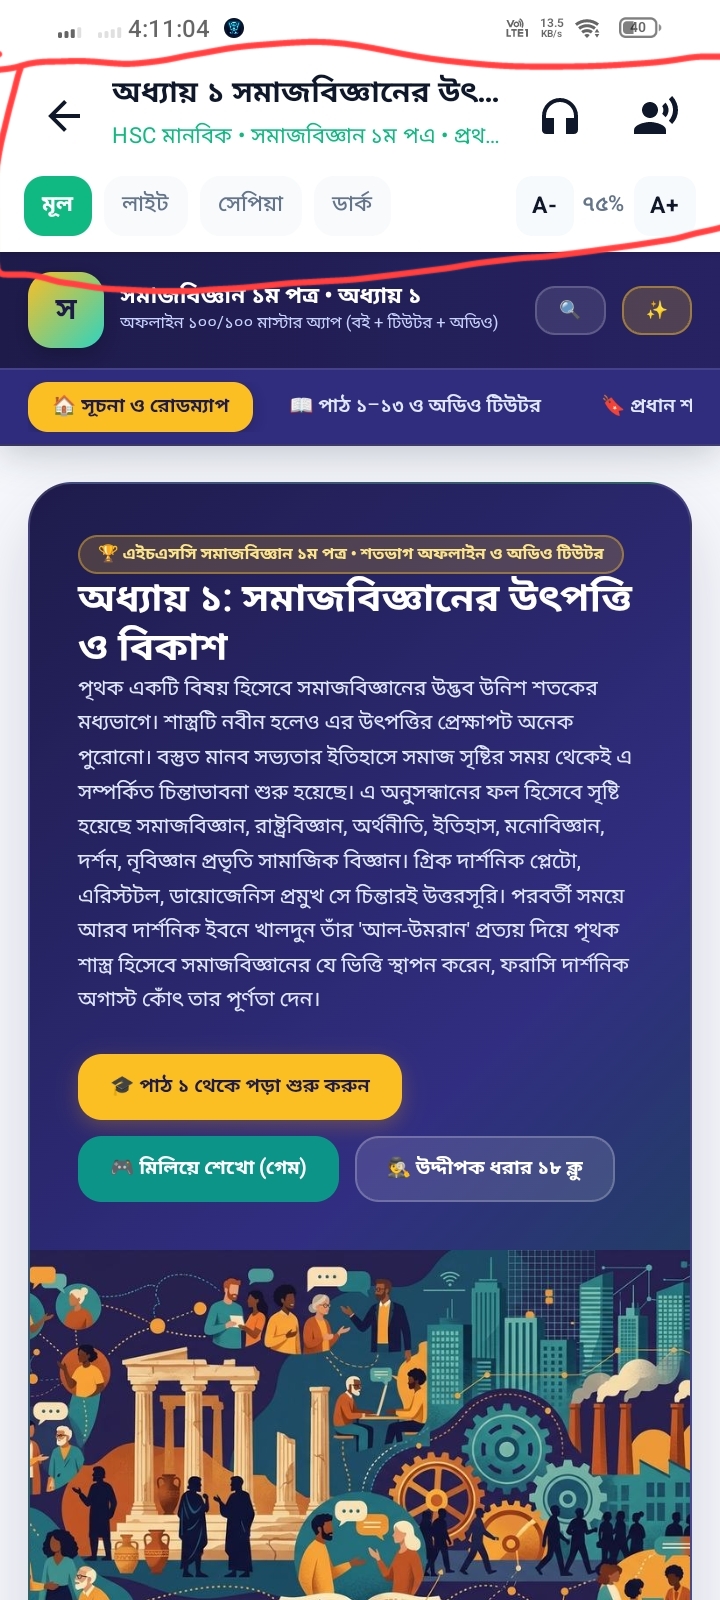 4:11:04
Vo)
LTE1
13.5
KB/s
40
অধ্যায় ১ সমাজবিজ্ঞানের উৎ...
HSC মানবিক • সমাজবিজ্ঞান ১ম পএ • প্রথ...
মূল
লাইট
সেপিয়া
ডার্ক
A-
৭৫%
A+
স
সমাজবিজ্ঞান ১ম পত্র • অধ্যায় ১
অফলাইন ১০০/১০০ মাস্টার অ্যাপ (বই + টিউটর + অডিও)
🏠 সূচনা ও রোডম্যাপ
📖 পাঠ ১–১৩ ও অডিও টিউটর
🔖 প্রধান শ
🏆 এইচএসসি সমাজবিজ্ঞান ১ম পত্র • শতভাগ অফলাইন ও অডিও টিউটর
অধ্যায় ১: সমাজবিজ্ঞানের উৎপত্তি
ও বিকাশ
পৃথক একটি বিষয় হিসেবে সমাজবিজ্ঞানের উদ্ভব উনিশ শতকের
মধ্যভাগে। শাস্ত্রটি নবীন হলেও এর উৎপত্তির প্রেক্ষাপট অনেক
পুরোনো। বস্তুত মানব সভ্যতার ইতিহাসে সমাজ সৃষ্টির সময় থেকেই এ
সম্পর্কিত চিন্তাভাবনা শুরু হয়েছে। এ অনুসন্ধানের ফল হিসেবে সৃষ্টি
হয়েছে সমাজবিজ্ঞান, রাষ্ট্রবিজ্ঞান, অর্থনীতি, ইতিহাস, মনোবিজ্ঞান,
দর্শন, নৃবিজ্ঞান প্রভৃতি সামাজিক বিজ্ঞান। গ্রিক দার্শনিক প্লেটো,
এরিস্টটল, ডায়োজেনিস প্রমুখ সে চিন্তারই উত্তরসূরি। পরবর্তী সময়ে
আরব দার্শনিক ইবনে খালদুন তাঁর 'আল-উমরান' প্রত্যয় দিয়ে পৃথক
শাস্ত্র হিসেবে সমাজবিজ্ঞানের যে ভিত্তি স্থাপন করেন, ফরাসি দার্শনিক
অগাস্ট কোঁৎ তার পূর্ণতা দেন।
🎓 পাঠ ১ থেকে পড়া শুরু করুন
🎮 মিলিয়ে শেখো (গেম)
🕵️ উদ্দীপক ধরার ১৮ ক্লু